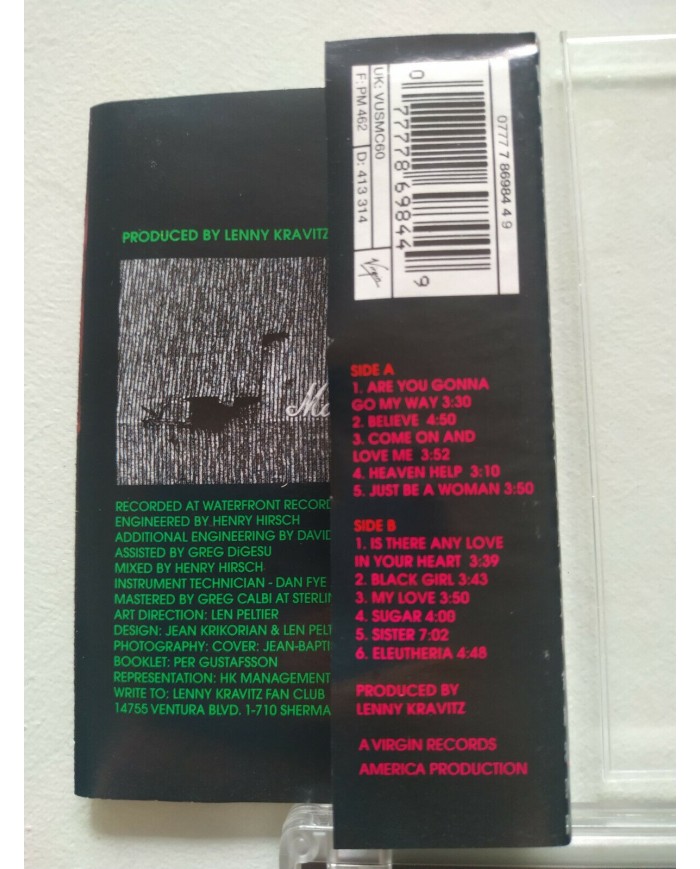 PRODUCED BY LENNY KRAVITZ
RECORDED AT WATERFRONT RECORD
ENGINEERED BY HENRY HIRSCH
ADDITIONAL ENGINEERING BY DAVID
ASSISTED BY GREG DiGESU
MIXED BY HENRY HIRSCH
INSTRUMENT TECHNICIAN - DAN FYE
MASTERED BY GREG CALBI AT STERLIN
ART DIRECTION: LEN PELTIER
DESIGN: JEAN KRIKORIAN & LEN PELT
PHOTOGRAPHY: COVER: JEAN-BAPTIS
BOOKLET: PER GUSTAFSSON
REPRESENTATION: HK MANAGEMENT
WRITE TO: LENNY KRAVITZ FAN CLUB
14755 VENTURA BLVD. 1-710 SHERMA
0777 7 86984 4 9
0 77778 69844 9
UK: VUSMC60
F: PM 462
D: 413 314
Virgin
SIDE A
1. ARE YOU GONNA
GO MY WAY 3:30
2. BELIEVE 4:50
3. COME ON AND
LOVE ME 3:52
4. HEAVEN HELP 3:10
5. JUST BE A WOMAN 3:50
SIDE B
1. IS THERE ANY LOVE
IN YOUR HEART 3:39
2. BLACK GIRL 3:43
3. MY LOVE 3:50
4. SUGAR 4:00
5. SISTER 7:02
6. ELEUTHERIA 4:48
PRODUCED BY
LENNY KRAVITZ
A VIRGIN RECORDS
AMERICA PRODUCTION